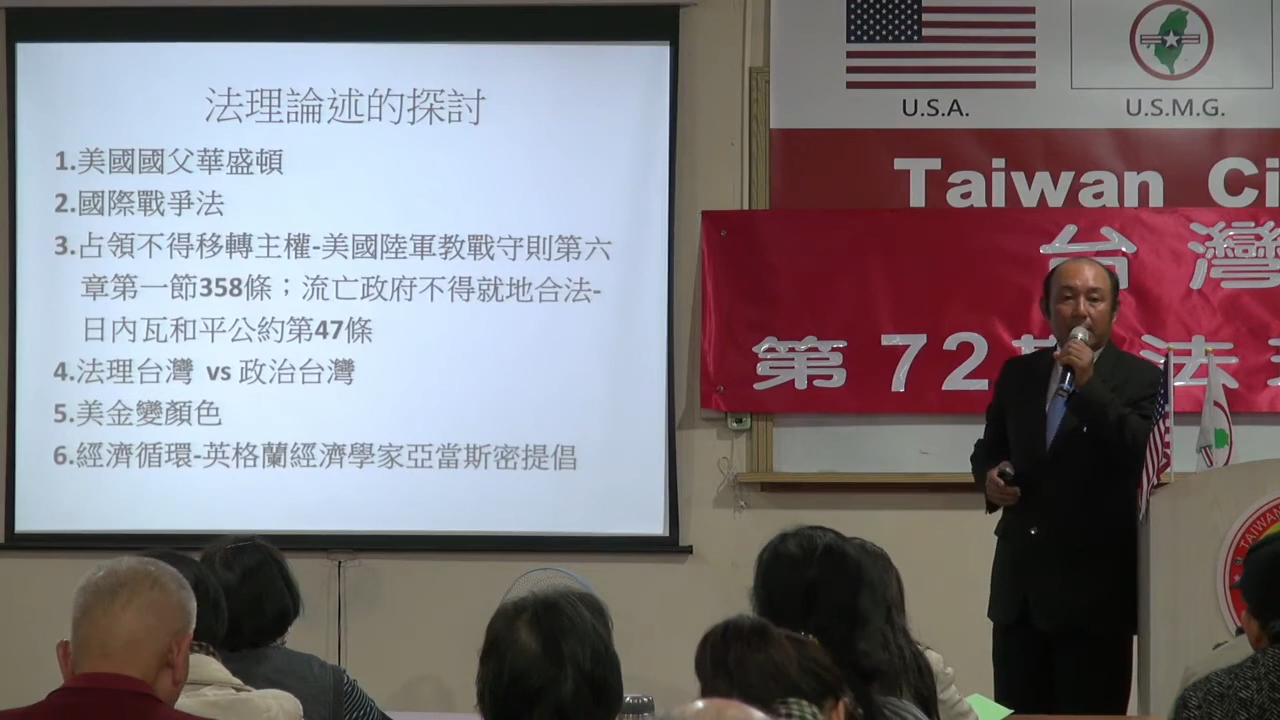 法理論述的探討
1.美國國父華盛頓
2.國際戰爭法
3.占領不得移轉主權-美國陸軍教戰守則第六
章第一節358條；流亡政府不得就地合法-
日內瓦和平公約第47條
4.法理台灣 vs 政治台灣
5.美金變顏色
6.經濟循環-英格蘭經濟學家亞當斯密提倡
U.S.A.
U.S.M.G.
Taiwan Ci
台灣
第72
法
TAIWAN